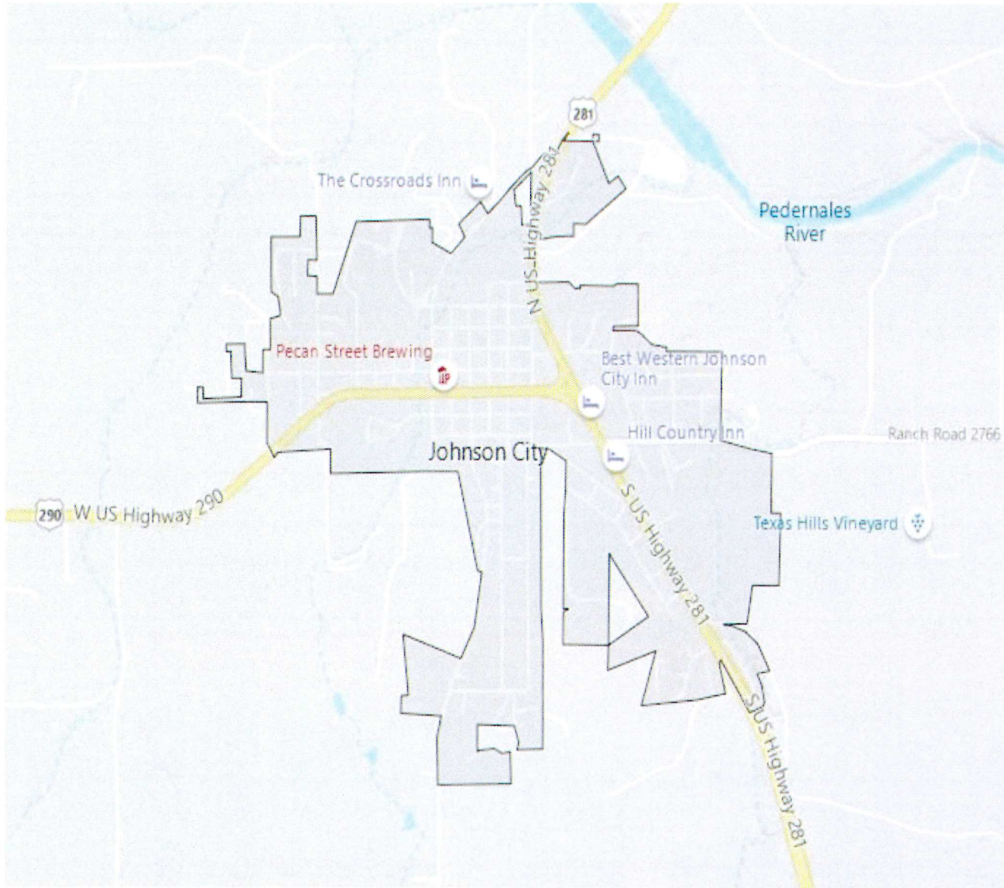 281
N US Highway 281
The Crossroads Inn
Pedernales
River
Pecan Street Brewing
Best Western Johnson
City Inn
Hill Country Inn
Ranch Road 2766
Johnson City
290
W US Highway 290
S US Highway 281
Texas Hills Vineyard
S US Highway 281